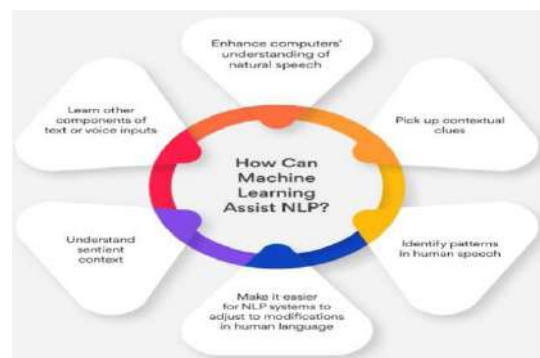 How Can
Machine
Learning
Assist NLP?
Enhance computers'
understanding of
natural speech
Pick up contextual
clues
Identify patterns
in human speech
Make it easier
for NLP systems to
adjust to modifications
in human language
Understand
sentient
context
Learn other
components of
text or voice inputs